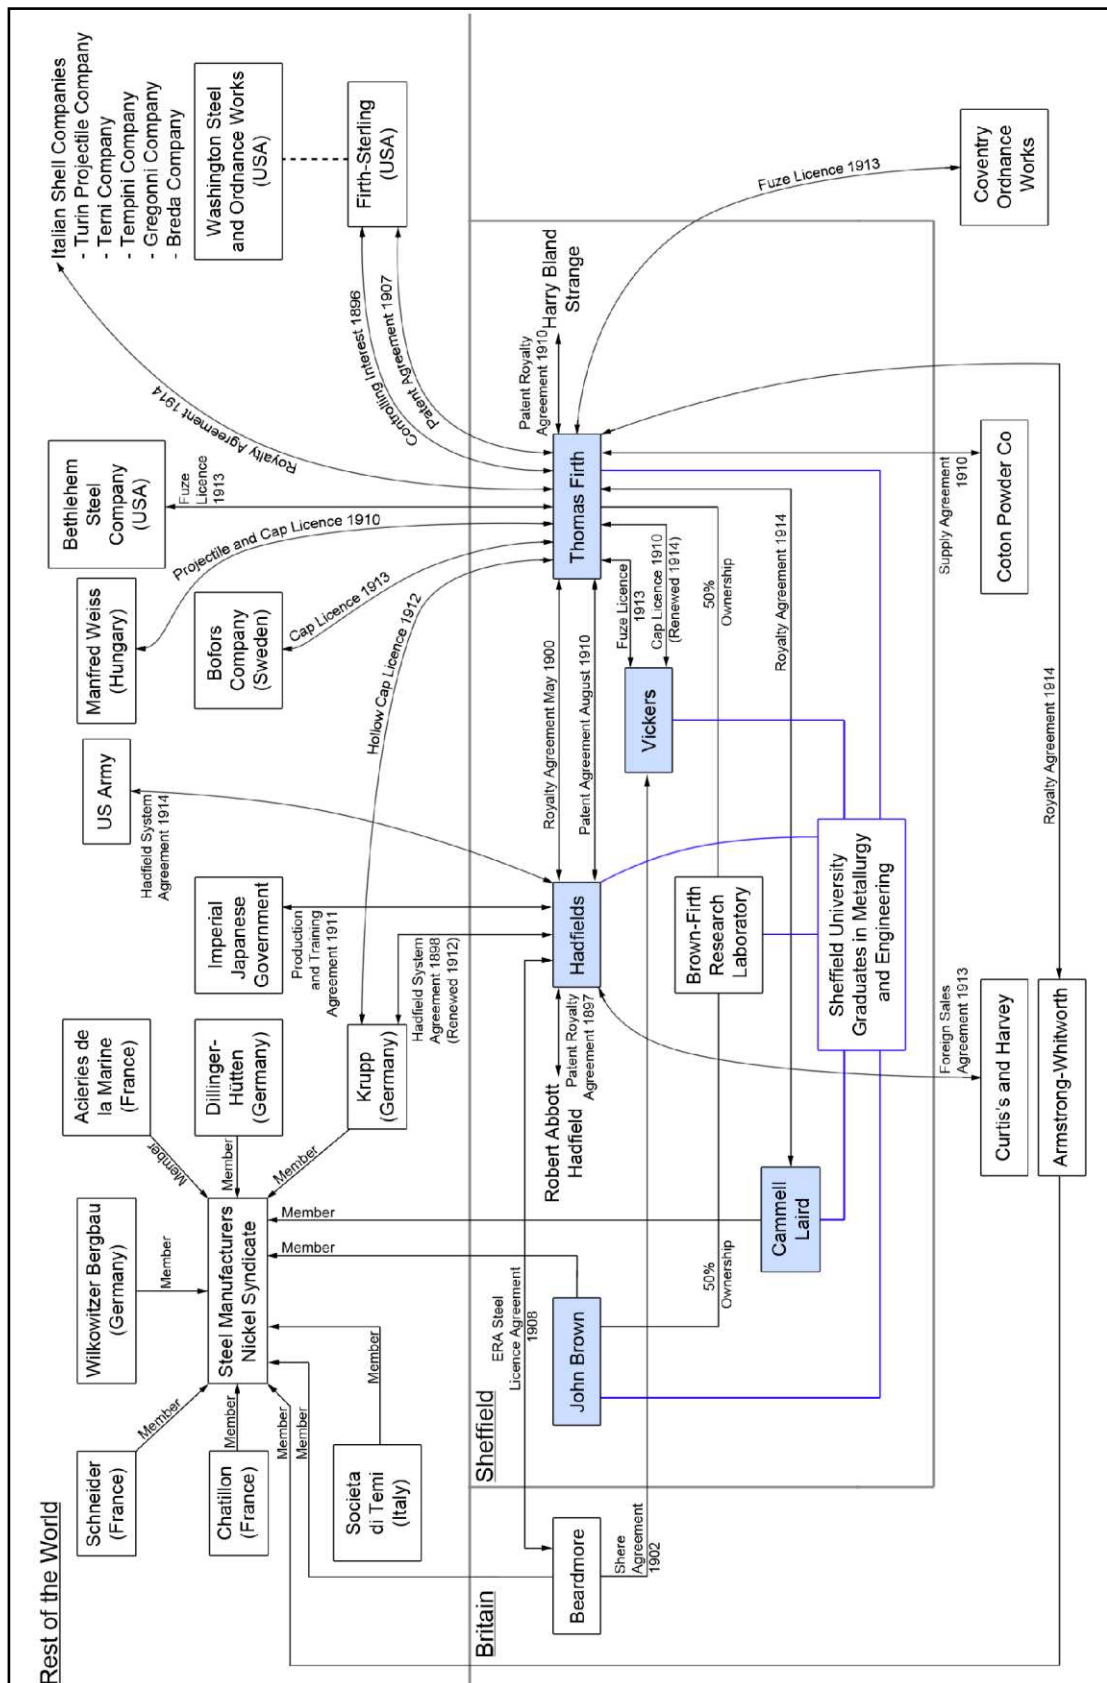 Rest of the World
Schneider
(France)
Wilkowitzer Bergbau
(Germany)
Acieries de
la Marine
(France)
Chatillon
(France)
Dillinger-
Hütten
(Germany)
Societa
di Temi
(Italy)
Steel Manufacturers
Nickel Syndicate
Krupp
(Germany)
Member
Member
Member
Member
Member
Member
Member
Member
Member
Member
Member
Imperial
Japanese
Government
Production
and Training
Agreement 1911
Hadfield System
Agreement 1898
(Renewed 1912)
US Army
Hadfield System
Agreement 1914
Manfred Weiss
(Hungary)
Projectile and Cap Licence 1910
Bofors
Company
(Sweden)
Cap Licence 1913
Hollow Cap Licence 1912
Bethlehem
Steel
Company
(USA)
Fuze
Licence
1913
Royalty Agreement 1914
Italian Shell Companies
- Turin Projectile Company
- Terni Company
- Tempini Company
- Gregonni Company
- Breda Company
Washington Steel
and Ordnance Works
(USA)
Firth-Sterling
(USA)
Controlling Interest 1896
Patent Agreement 1907
Britain
Sheffield
Beardmore
Shere
Agreement
1902
ERA Steel
Licence Agreement
1908
John Brown
50%
Ownership
Robert Abbott
Hadfield
Patent Royalty
Agreement 1897
Hadfields
Royalty Agreement May 1900
Patent Agreement August 1910
Thomas Firth
Patent Royalty
Agreement 1910
Harry Bland
Strange
Vickers
Fuze Licence
1913
Cap Licence 1910
(Renewed 1914)
50%
Ownership
Brown-Firth
Research
Laboratory
Cammell
Laird
Royalty Agreement 1914
Sheffield University
Graduates in Metallurgy
and Engineering
Foreign Sales
Agreement 1913
Curtis's and Harvey
Armstrong-Whitworth
Royalty Agreement 1914
Supply Agreement
1910
Coton Powder Co
Fuze Licence 1913
Coventry
Ordnance
Works